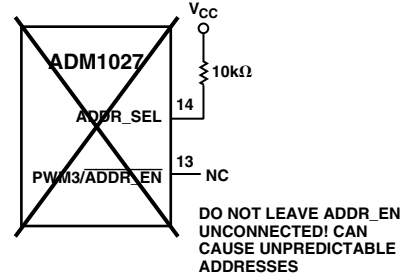 VCC
ADM1027
10kΩ
ADDR_SEL
14
PWM3/ADDR_EN
13
NC
DO NOT LEAVE ADDR_EN
UNCONNECTED! CAN
CAUSE UNPREDICTABLE
ADDRESSES